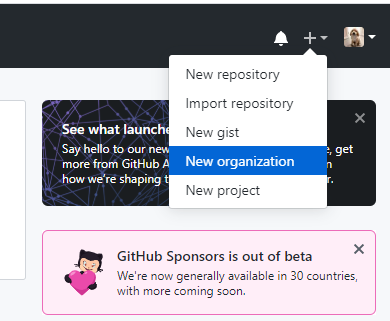 New repository
Import repository
New gist
New organization
New project
See what launche
Say hello to our new
e, get
more from GitHub A
how we're shaping t
r.
GitHub Sponsors is out of beta
We're now generally available in 30 countries,
with more coming soon.